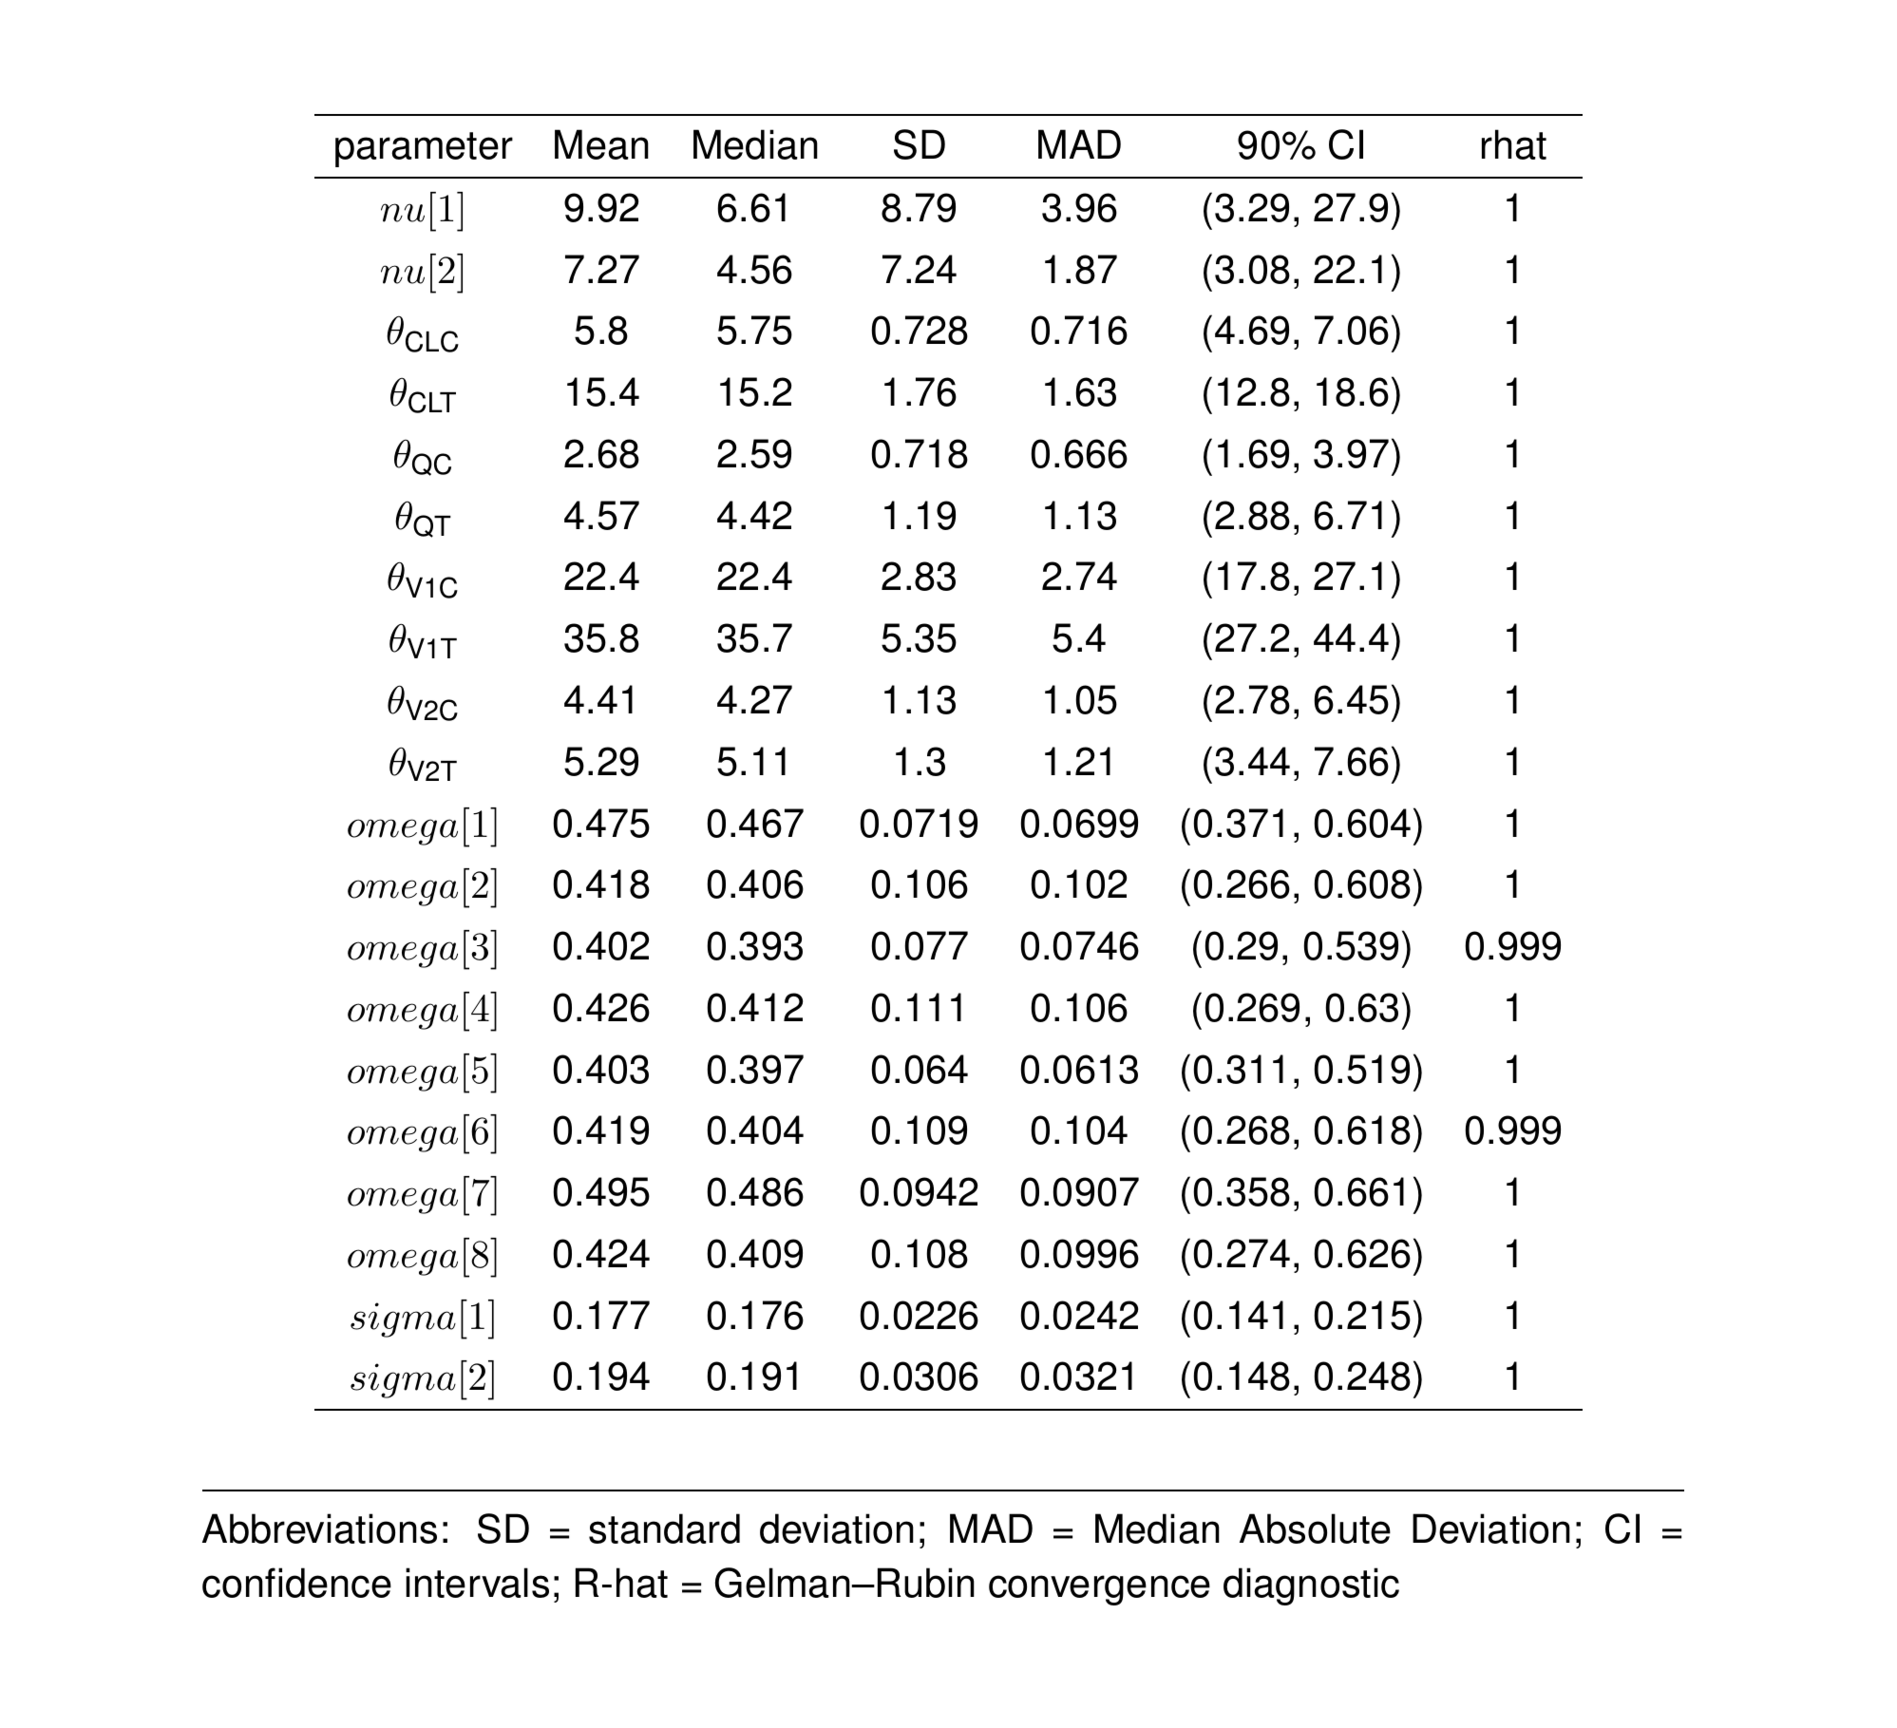 parameter Mean Median SD MAD 90% CI rhat
nu[1] 9.92 6.61 8.79 3.96 (3.29, 27.9) 1
nu[2] 7.27 4.56 7.24 1.87 (3.08, 22.1) 1
θCLC 5.8 5.75 0.728 0.716 (4.69, 7.06) 1
θCLT 15.4 15.2 1.76 1.63 (12.8, 18.6) 1
θQC 2.68 2.59 0.718 0.666 (1.69, 3.97) 1
θQT 4.57 4.42 1.19 1.13 (2.88, 6.71) 1
θV1C 22.4 22.4 2.83 2.74 (17.8, 27.1) 1
θV1T 35.8 35.7 5.35 5.4 (27.2, 44.4) 1
θV2C 4.41 4.27 1.13 1.05 (2.78, 6.45) 1
θV2T 5.29 5.11 1.3 1.21 (3.44, 7.66) 1
omega[1] 0.475 0.467 0.0719 0.0699 (0.371, 0.604) 1
omega[2] 0.418 0.406 0.106 0.102 (0.266, 0.608) 1
omega[3] 0.402 0.393 0.077 0.0746 (0.29, 0.539) 0.999
omega[4] 0.426 0.412 0.111 0.106 (0.269, 0.63) 1
omega[5] 0.403 0.397 0.064 0.0613 (0.311, 0.519) 1
omega[6] 0.419 0.404 0.109 0.104 (0.268, 0.618) 0.999
omega[7] 0.495 0.486 0.0942 0.0907 (0.358, 0.661) 1
omega[8] 0.424 0.409 0.108 0.0996 (0.274, 0.626) 1
sigma[1] 0.177 0.176 0.0226 0.0242 (0.141, 0.215) 1
sigma[2] 0.194 0.191 0.0306 0.0321 (0.148, 0.248) 1
Abbreviations: SD = standard deviation; MAD = Median Absolute Deviation; CI =
confidence intervals; R-hat = Gelman–Rubin convergence diagnostic